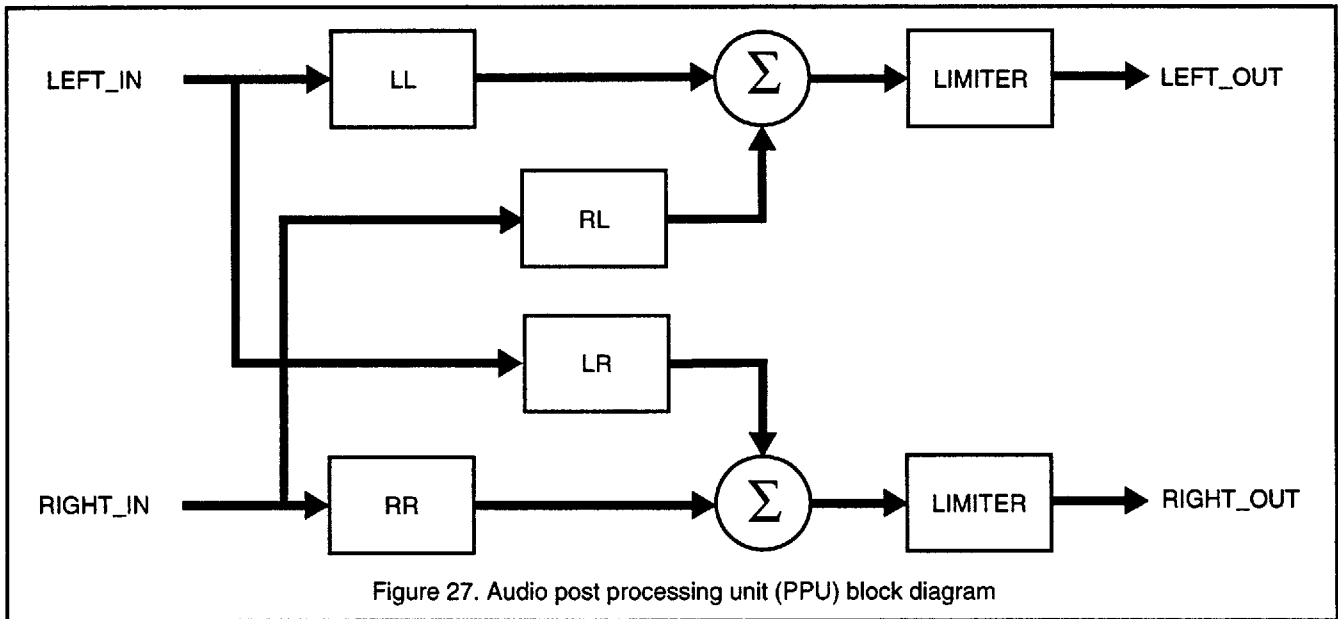 LEFT_IN
LL
Σ
LIMITER
LEFT_OUT
RL
LR
RIGHT_IN
RR
Σ
LIMITER
RIGHT_OUT
Figure 27. Audio post processing unit (PPU) block diagram